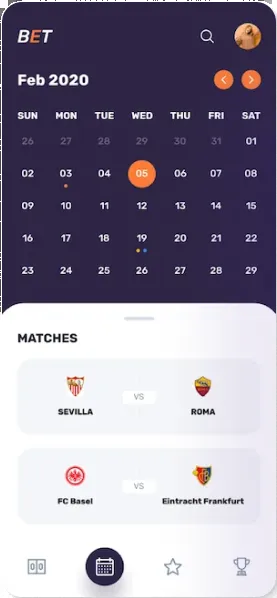 BET
Feb 2020
SUN MON TUE WED THU FRI SAT
26 27 28 29 30 31 01
02 03 04 05 06 07 08
09 10 11 12 13 14 15
16 17 18 19 20 21 22
23 24 25 26 27 28 29
MATCHES
SEVILLA VS ROMA
FC Basel VS Eintracht Frankfurt
0 0